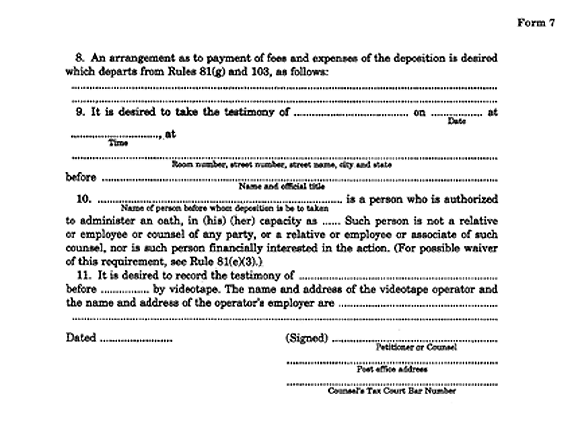 Form 7
8. An arrangement as to payment of fees and expenses of the deposition is desired
which departs from Rules 81(g) and 103, as follows:
................................................................................
................................................................................
9. It is desired to take the testimony of .............................. on .............. at
Date
........................, at
Time
................................................................................
Room number, street number, street name, city and state
before ................................................................................
Name and official title
10. ............................................................ is a person who is authorized
Name of person before whom deposition is be to taken
to administer an oath, in (his) (her) capacity as ...... Such person is not a relative
or employee or counsel of any party, or a relative or employee or associate of such
counsel, nor is such person financially interested in the action. (For possible waiver
of this requirement, see Rule 81(e)(3).)
11. It is desired to record the testimony of ..................................................
before .............. by videotape. The name and address of the videotape operator and
the name and address of the operator's employer are ........................................
................................................................................
Dated ...................... (Signed) ..................................................
Petitioner or Counsel
............................................................
Post office address
............................................................
Counsel's Tax Court Bar Number